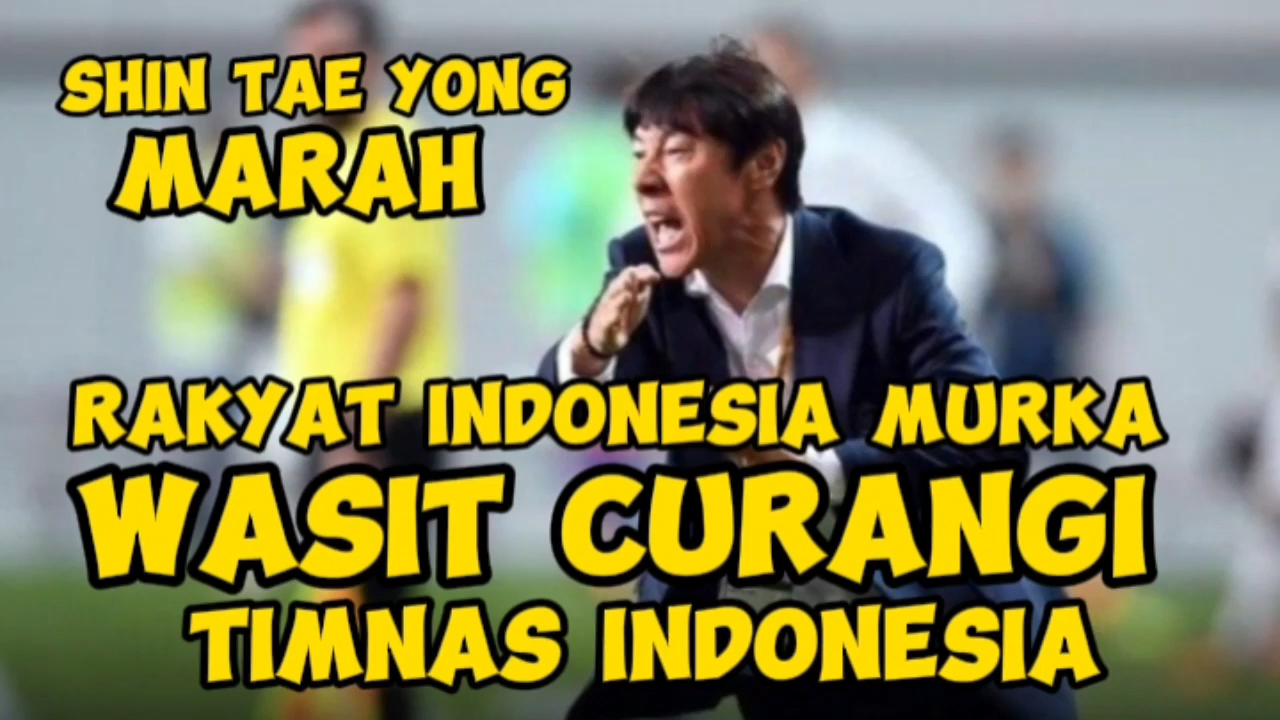 SHIN TAE YONG
MARAH
RAKYAT INDONESIA MURKA
WASIT CURANGI
TIMNAS INDONESIA